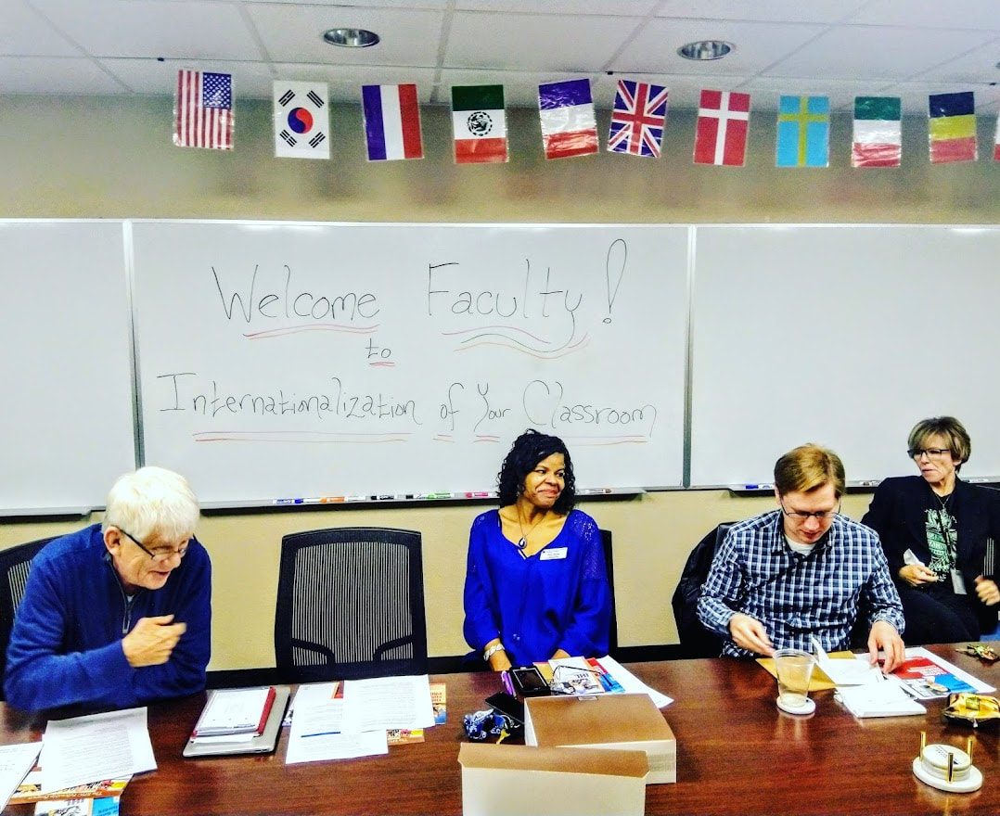 Welcome Faculty!
to
Internationalization of Your Classroom